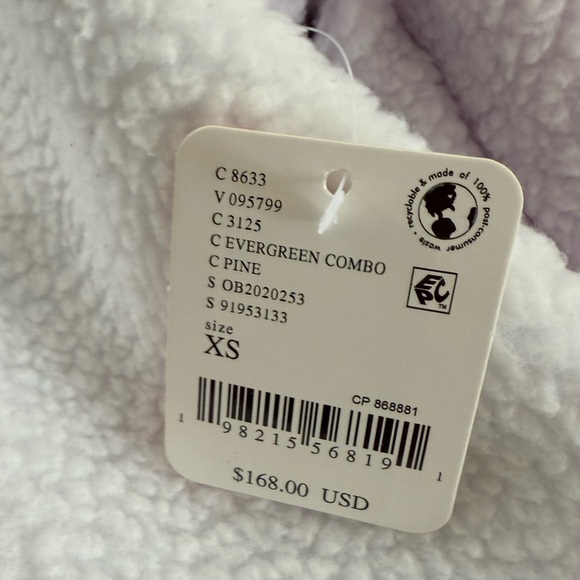 C 8633
V 095799
C 3125
C EVERGREEN COMBO
C PINE
S OB2020253
S 91953133
size
XS
recyclable & made of 100% post-consumer waste
EcP™
CP 868881
1 98215 56819 1
$168.00 USD